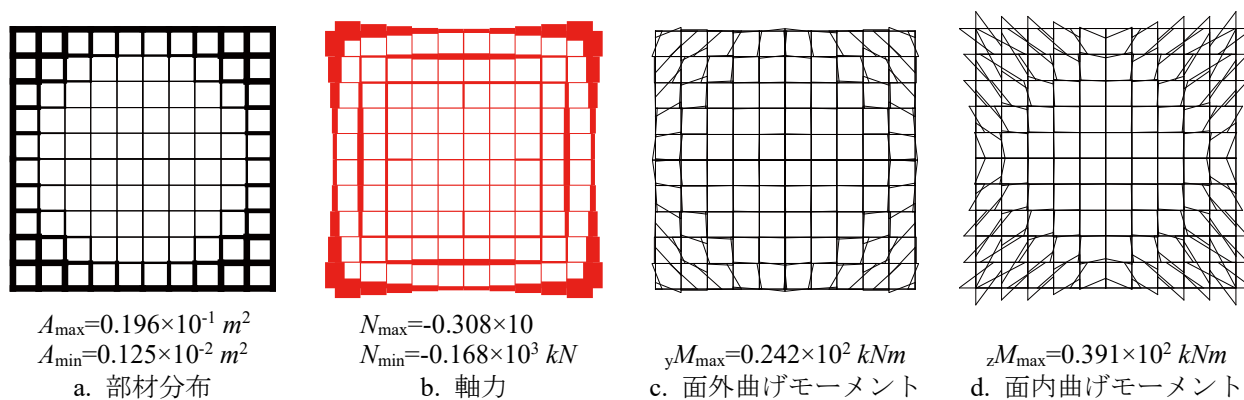 Amax=0.196×10-1 m2
Amin=0.125×10-2 m2
a. 部材分布
Nmax=-0.308×10
Nmin=-0.168×103 kN
b. 軸力
yMmax=0.242×102 kNm
c. 面外曲げモーメント
zMmax=0.391×102 kNm
d. 面内曲げモーメント